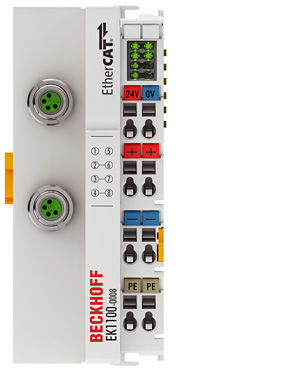 EtherCAT
24V 0V
+ +
1 5
2 6
3 7
4 8
− −
PE PE
BECKHOFF
EK1100-0008